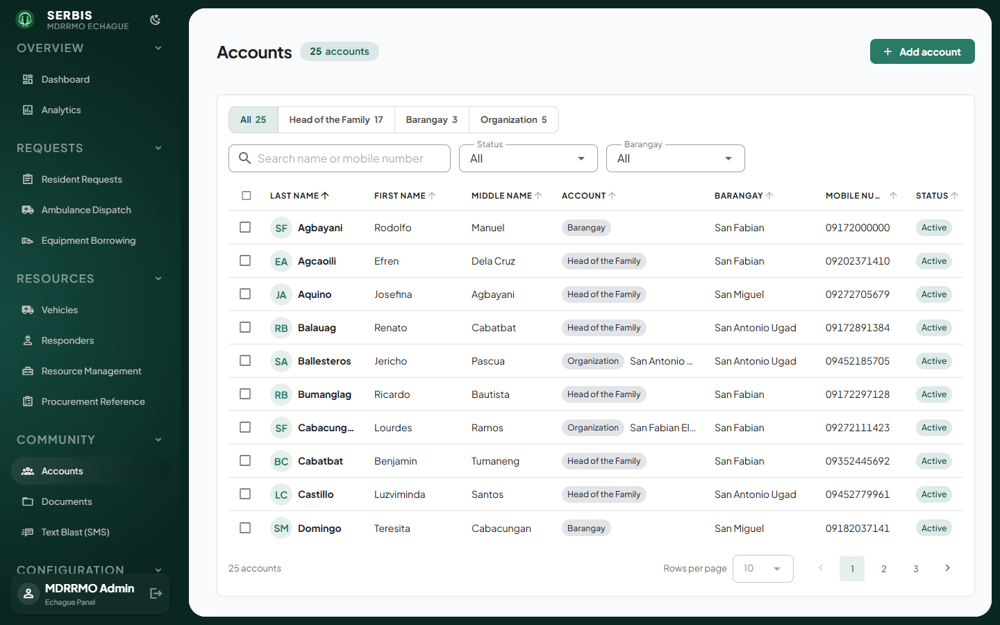 SERBIS
MDRRMO ECHAGUE
OVERVIEW
Dashboard
Analytics
REQUESTS
Resident Requests
Ambulance Dispatch
Equipment Borrowing
RESOURCES
Vehicles
Responders
Resource Management
Procurement Reference
COMMUNITY
Accounts
Documents
Text Blast (SMS)
CONFIGURATION
MDRRMO Admin
Echague Panel
Accounts 25 accounts
+ Add account
All 25 Head of the Family 17 Barangay 3 Organization 5
Search name or mobile number
Status
All
Barangay
All
LAST NAME FIRST NAME MIDDLE NAME ACCOUNT BARANGAY MOBILE NU... STATUS
SF Agbayani Rodolfo Manuel Barangay San Fabian 09172000000 Active
EA Agcaoili Efren Dela Cruz Head of the Family San Fabian 09202371410 Active
JA Aquino Josefina Agbayani Head of the Family San Miguel 09272705679 Active
RB Balauag Renato Cabatbat Head of the Family San Antonio Ugad 09172891384 Active
SA Ballesteros Jericho Pascua Organization San Antonio ... San Antonio Ugad 09452185705 Active
RB Bumanglag Ricardo Bautista Head of the Family San Fabian 09172297128 Active
SF Cabacung... Lourdes Ramos Organization San Fabian El... San Fabian 09272111423 Active
BC Cabatbat Benjamin Tumaneng Head of the Family San Fabian 09352445692 Active
LC Castillo Luzviminda Santos Head of the Family San Antonio Ugad 09452779961 Active
SM Domingo Teresita Cabacungan Barangay San Miguel 09182037141 Active
25 accounts Rows per page 10 1 2 3